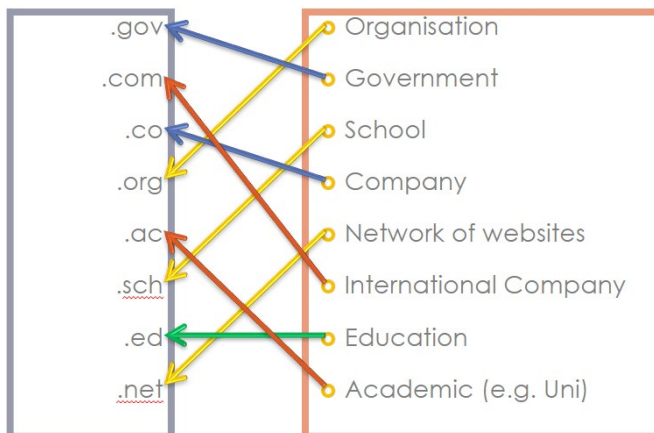 .gov
.com
.co
.org
.ac
.sch
.ed
.net
Organisation
Government
School
Company
Network of websites
International Company
Education
Academic (e.g. Uni)